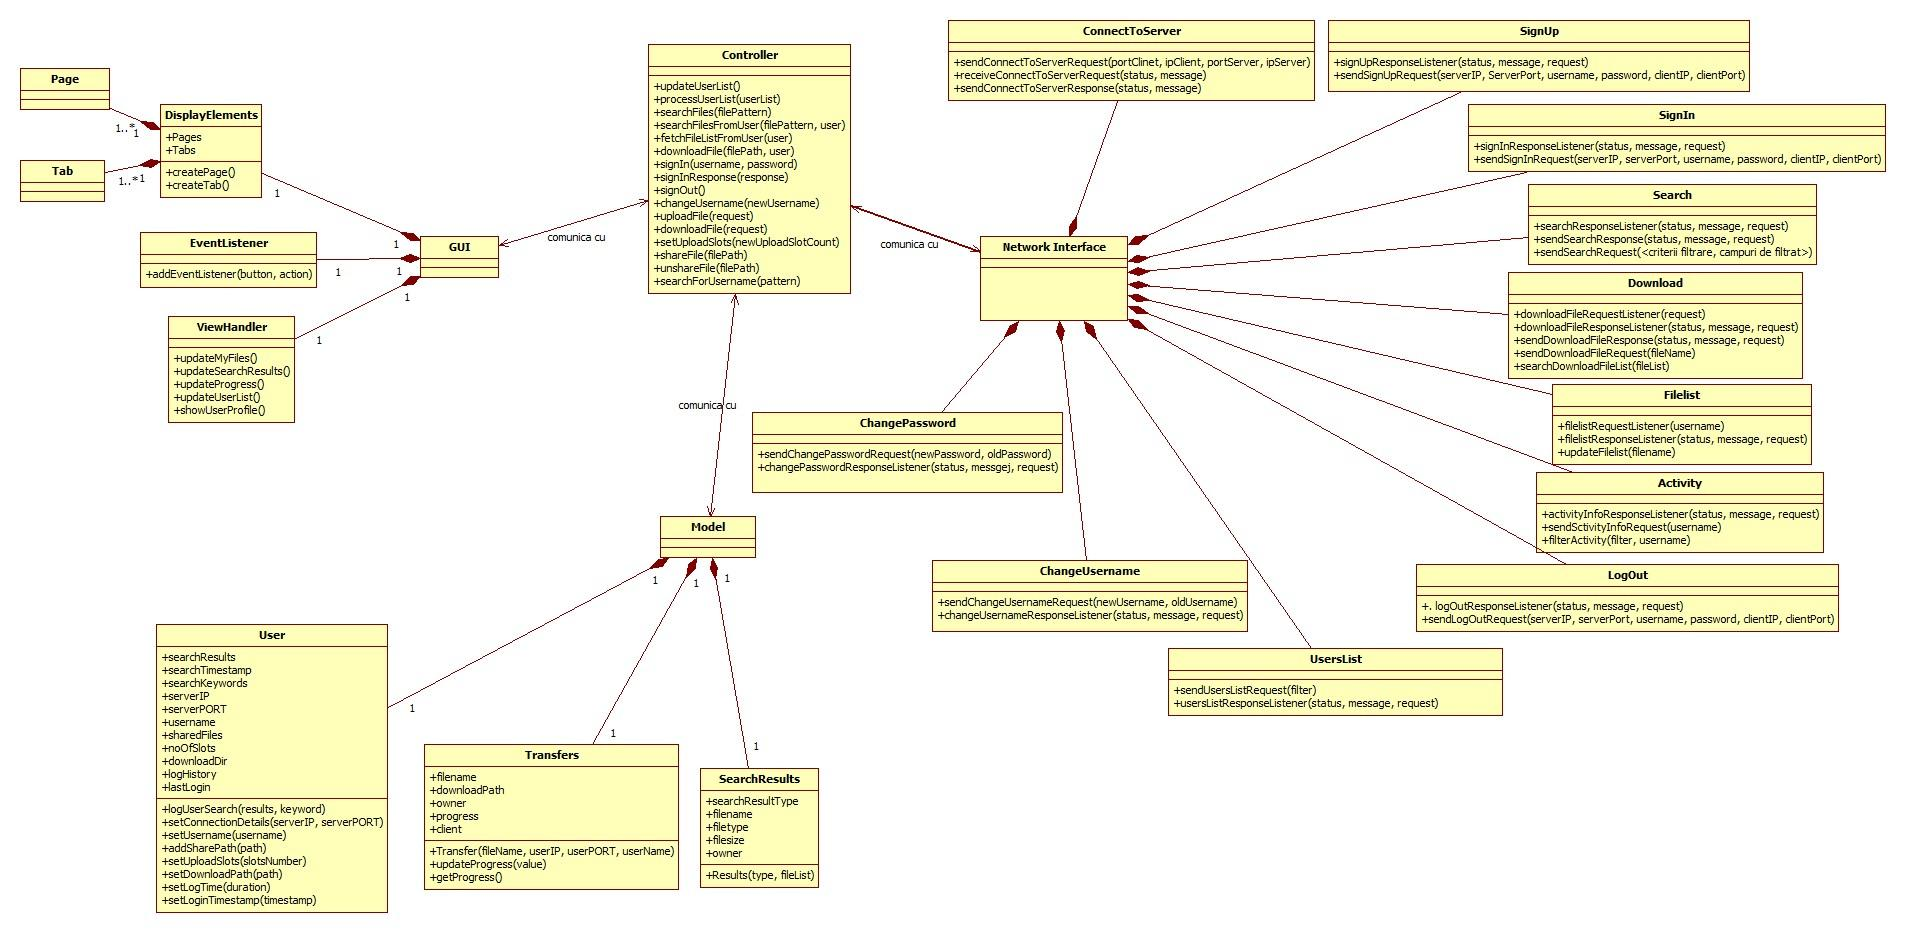 Page
Tab
1..*
1
1..*
1
DisplayElements
+Pages
+Tabs
+createPage()
+createTab()
1
EventListener
+addEventListener(button, action)
1
ViewHandler
+updateMyFiles()
+updateSearchResults()
+updateProgress()
+updateUserList()
+showUserProfile()
1
1
1
1
GUI
comunica cu
Controller
+updateUserList()
+processUserList(userList)
+searchFiles(filePattern)
+searchFilesFromUser(filePattern, user)
+fetchFileListFromUser(user)
+downloadFile(filePath, user)
+signIn(username, password)
+signInResponse(response)
+signOut()
+changeUsername(newUsername)
+uploadFile(request)
+downloadFile(request)
+setUploadSlots(newUploadSlotCount)
+shareFile(filePath)
+unshareFile(filePath)
+searchForUsername(pattern)
comunica cu
comunica cu
Network Interface
ConnectToServer
+sendConnectToServerRequest(portClinet, ipClient, portServer, ipServer)
+receiveConnectToServerRequest(status, message)
+sendConnectToServerResponse(status, message)
SignUp
+signUpResponseListener(status, message, request)
+sendSignUpRequest(serverIP, ServerPort, username, password, clientIP, clientPort)
SignIn
+signInResponseListener(status, message, request)
+sendSignInRequest(serverIP, serverPort, username, password, clientIP, clientPort)
Search
+searchResponseListener(status, message, request)
+sendSearchResponse(status, message, request)
+sendSearchRequest(<criterii filtrare, campuri de filtrat>)
Download
+downloadFileRequestListener(request)
+downloadFileResponseListener(status, message, request)
+sendDownloadFileResponse(status, message, request)
+sendDownloadFileRequest(fileName)
+searchDownloadFileList(fileList)
Filelist
+filelistRequestListener(username)
+filelistResponseListener(status, message, request)
+updateFilelist(filename)
Activity
+activityInfoResponseListener(status, message, request)
+sendSctivityInfoRequest(username)
+filterActivity(filter, username)
LogOut
+. logOutResponseListener(status, message, request)
+sendLogOutRequest(serverIP, serverPort, username, password, clientIP, clientPort)
ChangePassword
+sendChangePasswordRequest(newPassword, oldPassword)
+changePasswordResponseListener(status, messgej, request)
ChangeUsername
+sendChangeUsernameRequest(newUsername, oldUsername)
+changeUsernameResponseListener(status, message, request)
UsersList
+sendUsersListRequest(filter)
+usersListResponseListener(status, message, request)
Model
1
1
1
User
+searchResults
+searchTimestamp
+searchKeywords
+serverIP
+serverPORT
+username
+sharedFiles
+noOfSlots
+downloadDir
+logHistory
+lastLogin
+logUserSearch(results, keyword)
+setConnectionDetails(serverIP, serverPORT)
+setUsername(username)
+addSharePath(path)
+setUploadSlots(slotsNumber)
+setDownloadPath(path)
+setLogTime(duration)
+setLoginTimestamp(timestamp)
1
Transfers
+filename
+downloadPath
+owner
+progress
+client
+Transfer(fileName, userIP, userPORT, userName)
+updateProgress(value)
+getProgress()
1
SearchResults
+searchResultType
+filename
+filetype
+filesize
+owner
+Results(type, fileList)
1